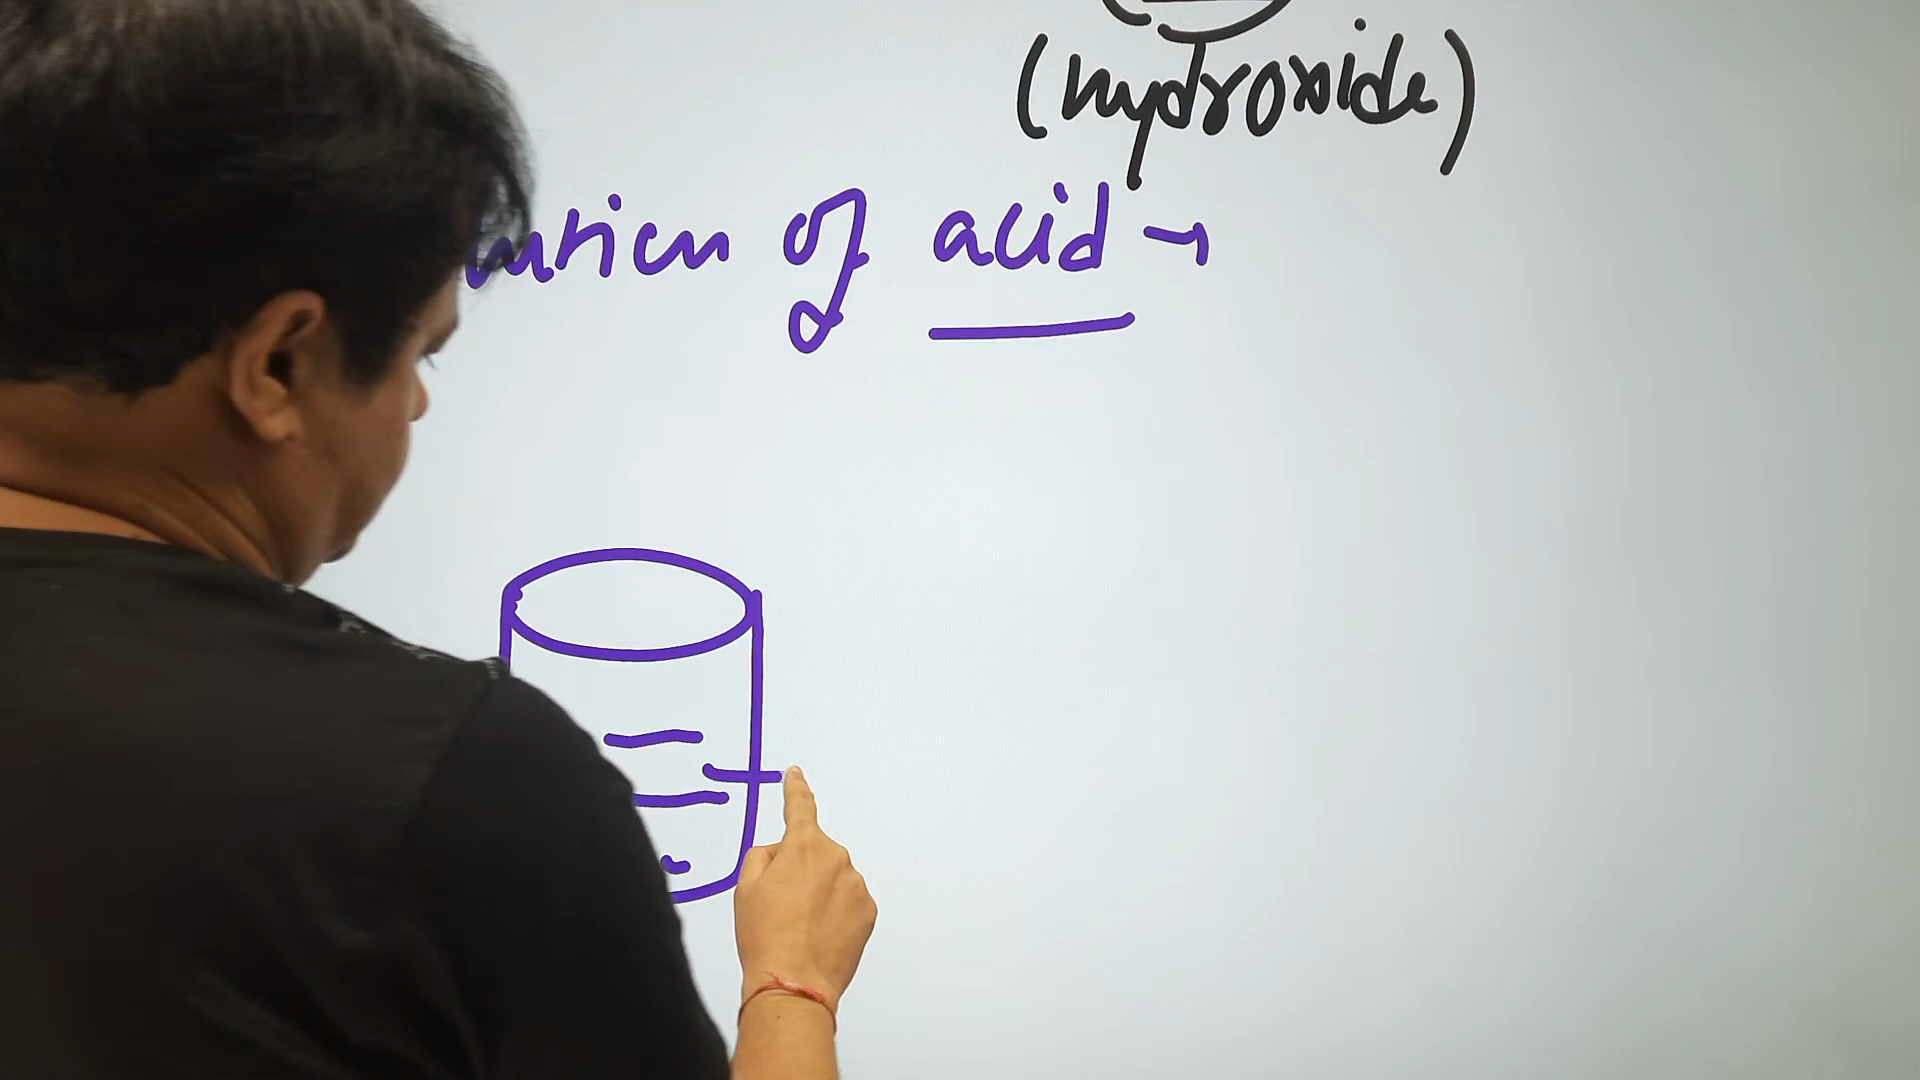 (hydroxide)
of acid →